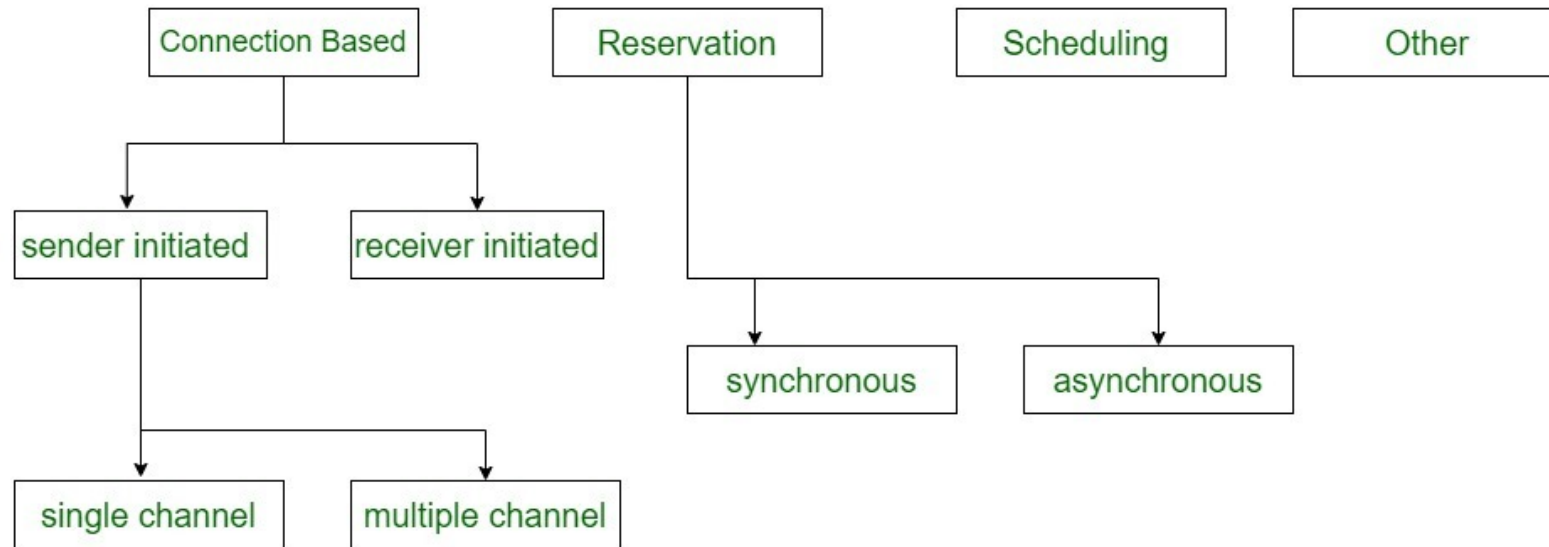 Connection Based
Reservation
Scheduling
Other
sender initiated
receiver initiated
synchronous
asynchronous
single channel
multiple channel